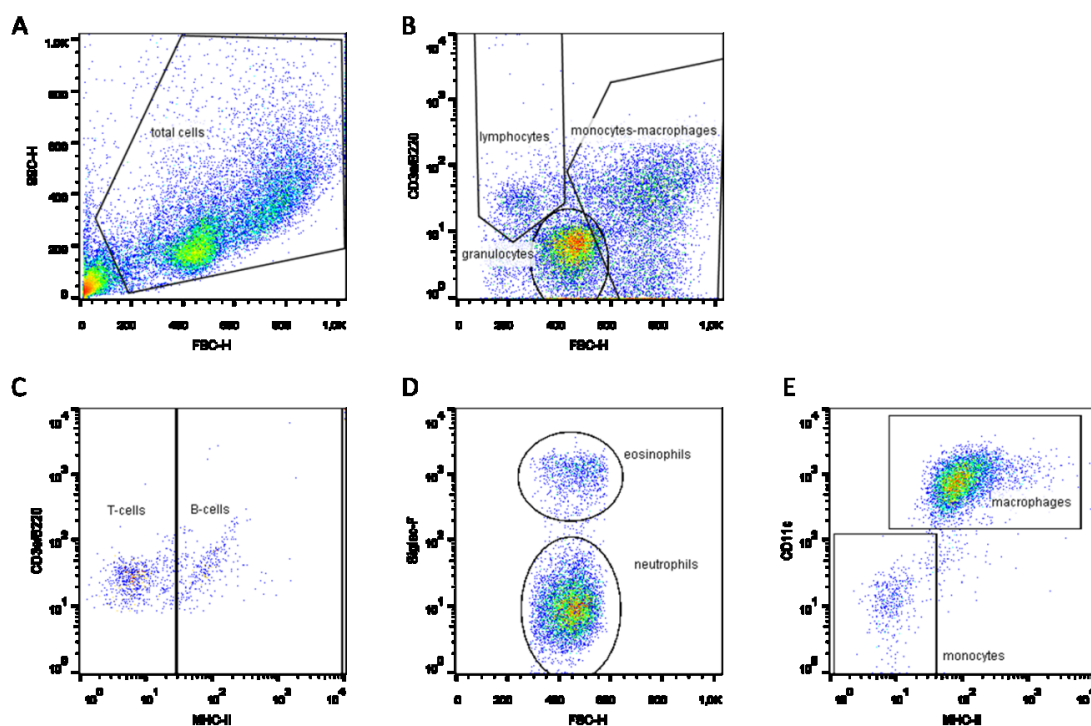 A
1,0K
800
600
400
200
0
SSC-H
total cells
0 200 400 600 800 1,0K
FSC-H
B
10^4
10^3
10^2
10^1
10^0
CD3e/B220
lymphocytes
monocytes-macrophages
granulocytes
0 200 400 600 800 1,0K
FSC-H
C
10^4
10^3
10^2
10^1
10^0
CD3e/B220
T-cells
B-cells
10^0 10^1 10^2 10^3 10^4
MHC-II
D
10^4
10^3
10^2
10^1
10^0
Siglec-F
eosinophils
neutrophils
0 200 400 600 800 1,0K
FSC-H
E
10^4
10^3
10^2
10^1
10^0
CD11c
macrophages
monocytes
10^0 10^1 10^2 10^3
MHC-II